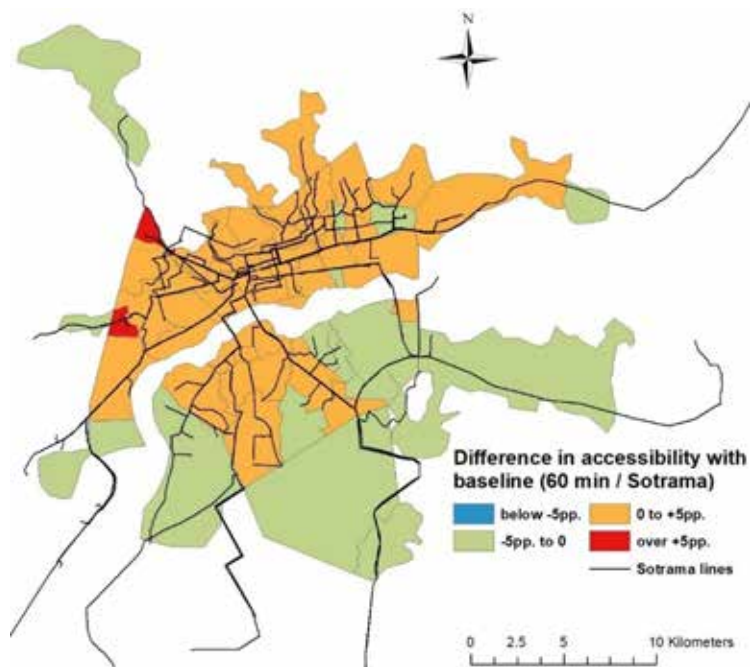 N
Difference in accessibility with
baseline (60 min / Sotrama)
below -5pp.
0 to +5pp.
-5pp. to 0
over +5pp.
Sotrama lines
0 2.5 5 10 Kilometers